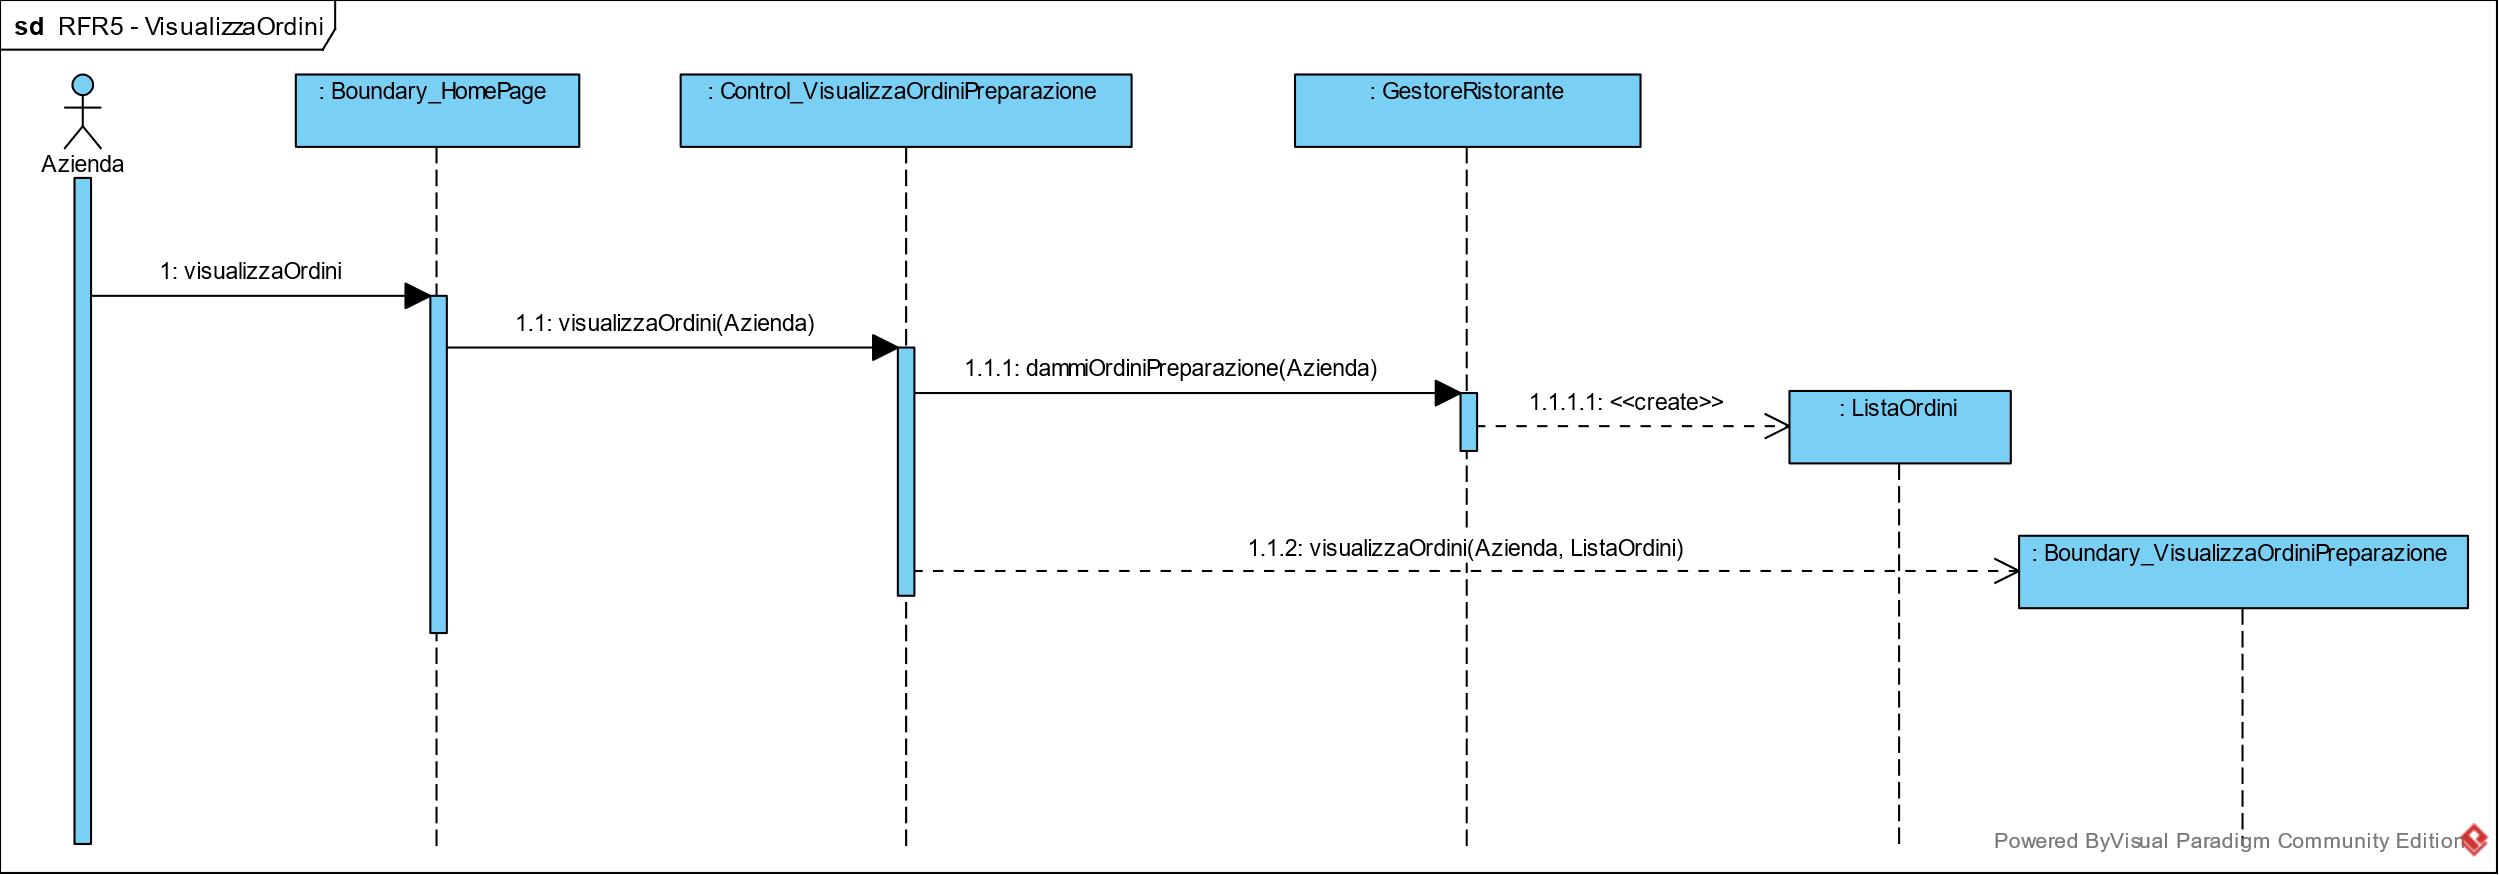 sd RFR5 - VisualizzaOrdini
: Boundary_HomePage
: Control_VisualizzaOrdiniPreparazione
: GestoreRistorante
Azienda
1: visualizzaOrdini
1.1: visualizzaOrdini(Azienda)
1.1.1: dammiOrdiniPreparazione(Azienda)
1.1.1.1: <<create>>
: ListaOrdini
1.1.2: visualizzaOrdini(Azienda, ListaOrdini)
: Boundary_VisualizzaOrdiniPreparazione
Powered ByVisual Paradigm Community Edition